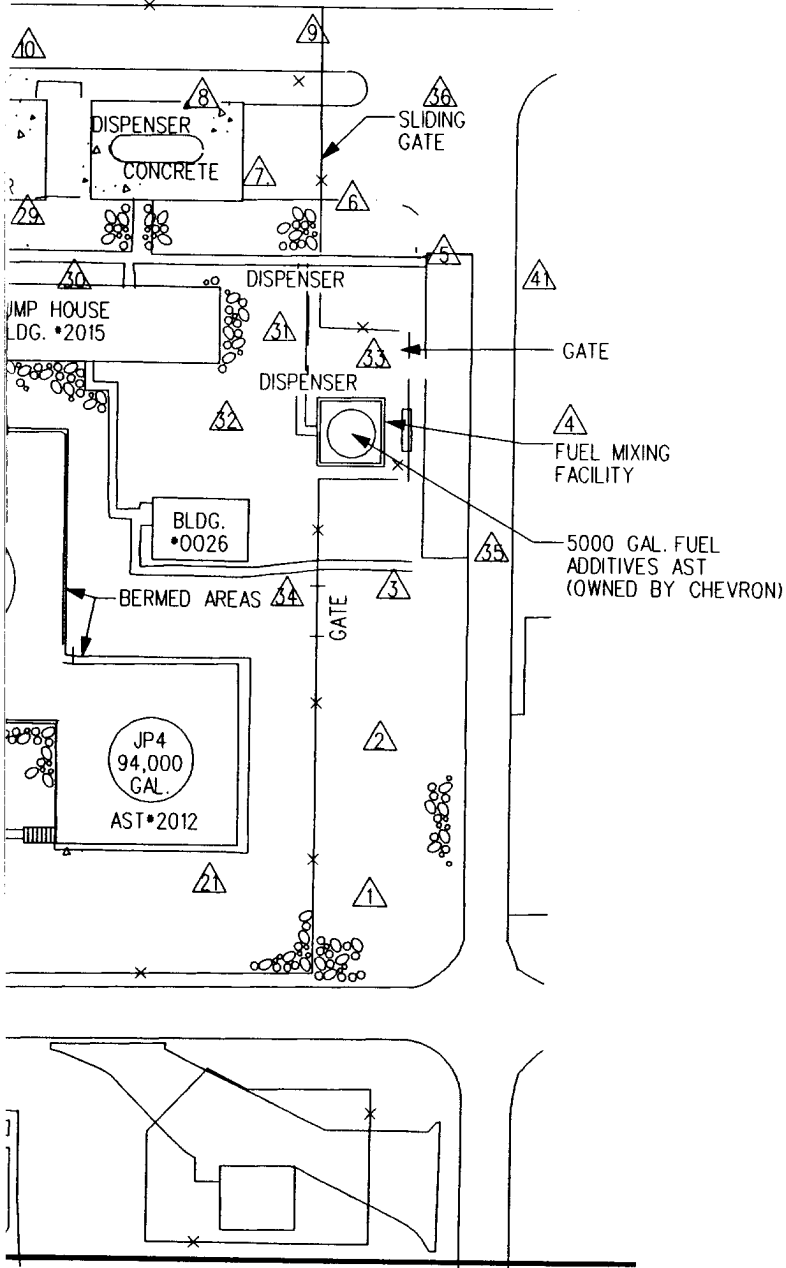 9
10
36
8
SLIDING
GATE
DISPENSER
CONCRETE
7
6
R
29
5
30
DISPENSER
41
UMP HOUSE
LDG. *2015
31
33
GATE
DISPENSER
32
4
FUEL MIXING
FACILITY
BLDG.
*0026
35
5000 GAL. FUEL
ADDITIVES AST
(OWNED BY CHEVRON)
BERMED AREAS
34
3
GATE
2
JP4
94,000
GAL.
AST*2012
21
1